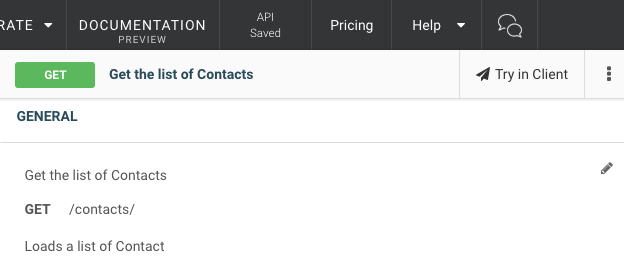 RATE
DOCUMENTATION
PREVIEW
API
Saved
Pricing
Help
GET Get the list of Contacts
Try in Client
GENERAL
Get the list of Contacts
GET /contacts/
Loads a list of Contact